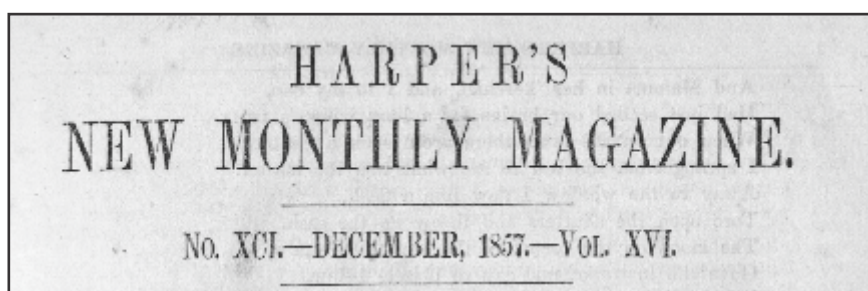 HARPER'S
NEW MONTHLY MAGAZINE.
No. XCI.—DECEMBER, 1857.—Vol. XVI.